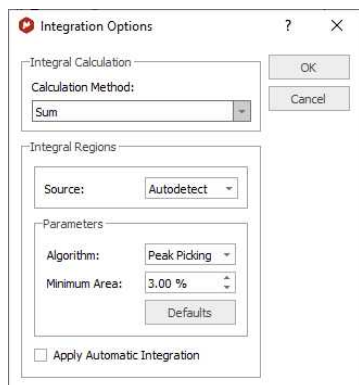 Integration Options
?
OK
Cancel
Integral Calculation
Calculation Method:
Sum
Integral Regions
Source: Autodetect
Parameters
Algorithm: Peak Picking
Minimum Area: 3.00 %
Defaults
Apply Automatic Integration